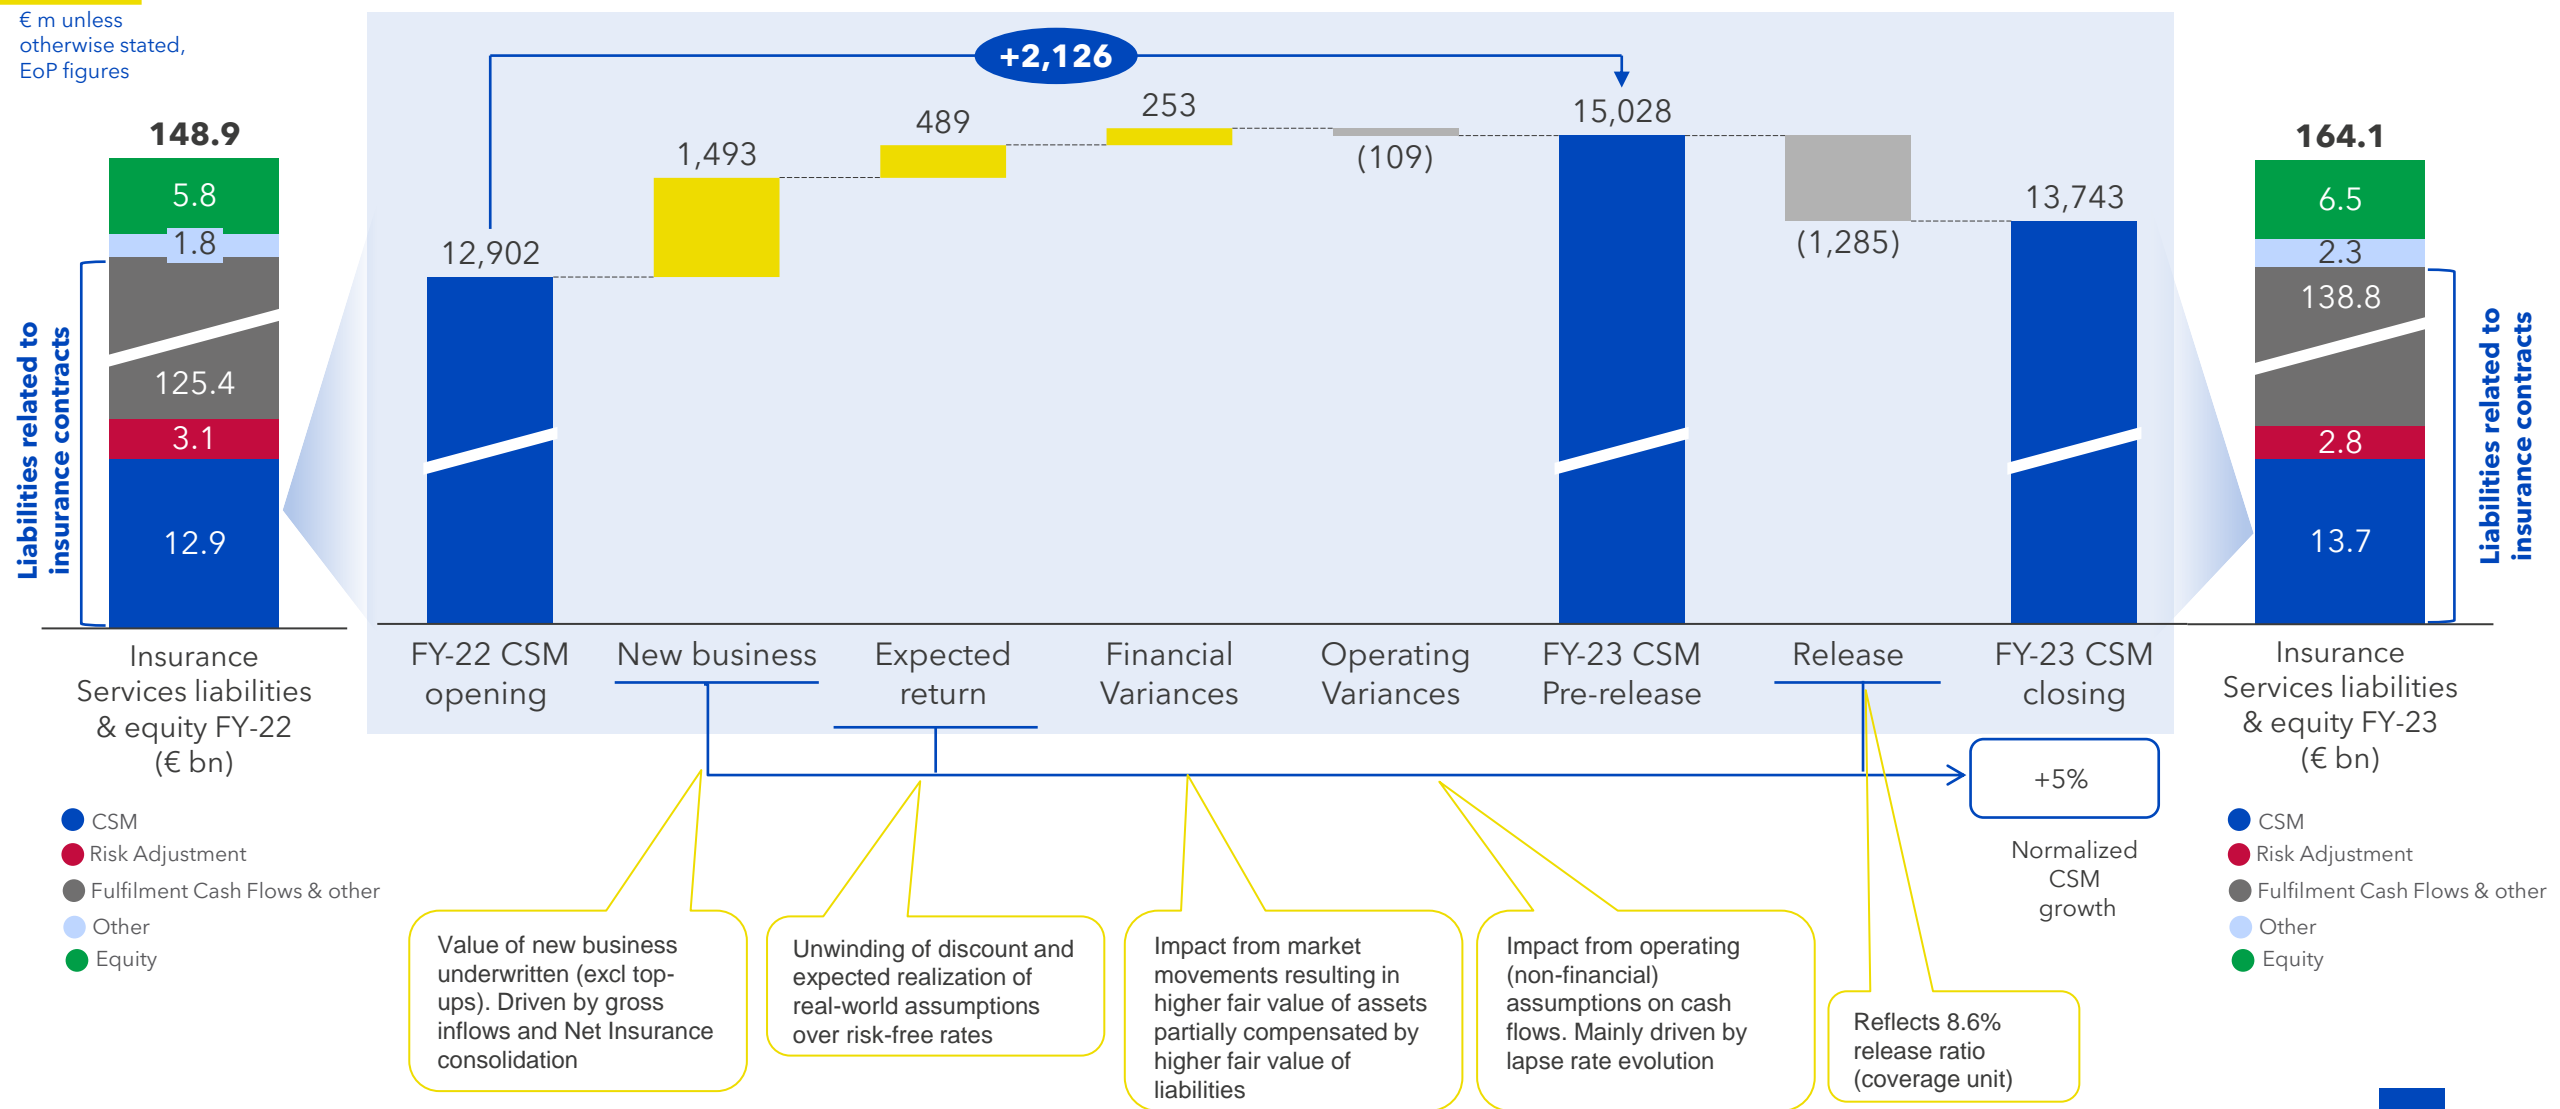 € m unless
otherwise stated,
EoP figures
+2,126
148.9
5.8
1.8
125.4
3.1
12.9
Liabilities related to
insurance contracts
12,902
1,493
489
253
(109)
15,028
(1,285)
13,743
164.1
6.5
2.3
138.8
2.8
13.7
Liabilities related to
insurance contracts
Insurance
Services liabilities
& equity FY-22
(€ bn)
FY-22 CSM
opening
New business
Expected
return
Financial
Variances
Operating
Variances
FY-23 CSM
Pre-release
Release
FY-23 CSM
closing
Insurance
Services liabilities
& equity FY-23
(€ bn)
+5%
Normalized
CSM
growth
CSM
Risk Adjustment
Fulfilment Cash Flows & other
Other
Equity
CSM
Risk Adjustment
Fulfilment Cash Flows & other
Other
Equity
Value of new business
underwritten (excl top-
ups). Driven by gross
inflows and Net Insurance
consolidation
Unwinding of discount and
expected realization of
real-world assumptions
over risk-free rates
Impact from market
movements resulting in
higher fair value of assets
partially compensated by
higher fair value of
liabilities
Impact from operating
(non-financial)
assumptions on cash
flows. Mainly driven by
lapse rate evolution
Reflects 8.6%
release ratio
(coverage unit)